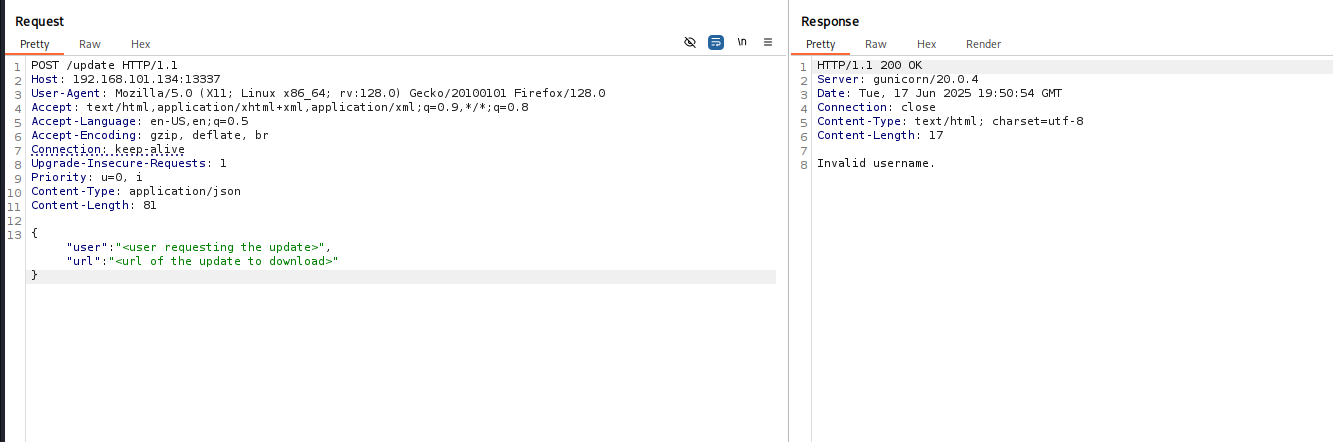 Request
Pretty Raw Hex
\n
1 POST /update HTTP/1.1
2 Host: 192.168.101.134:13337
3 User-Agent: Mozilla/5.0 (X11; Linux x86_64; rv:128.0) Gecko/20100101 Firefox/128.0
4 Accept: text/html,application/xhtml+xml,application/xml;q=0.9,*/*;q=0.8
5 Accept-Language: en-US,en;q=0.5
6 Accept-Encoding: gzip, deflate, br
7 Connection: keep-alive
8 Upgrade-Insecure-Requests: 1
9 Priority: u=0, i
10 Content-Type: application/json
11 Content-Length: 81
12
13 {
"user":"<user requesting the update>",
"url":"<url of the update to download>"
}
Response
Pretty Raw Hex Render
1 HTTP/1.1 200 OK
2 Server: gunicorn/20.0.4
3 Date: Tue, 17 Jun 2025 19:50:54 GMT
4 Connection: close
5 Content-Type: text/html; charset=utf-8
6 Content-Length: 17
7
8 Invalid username.